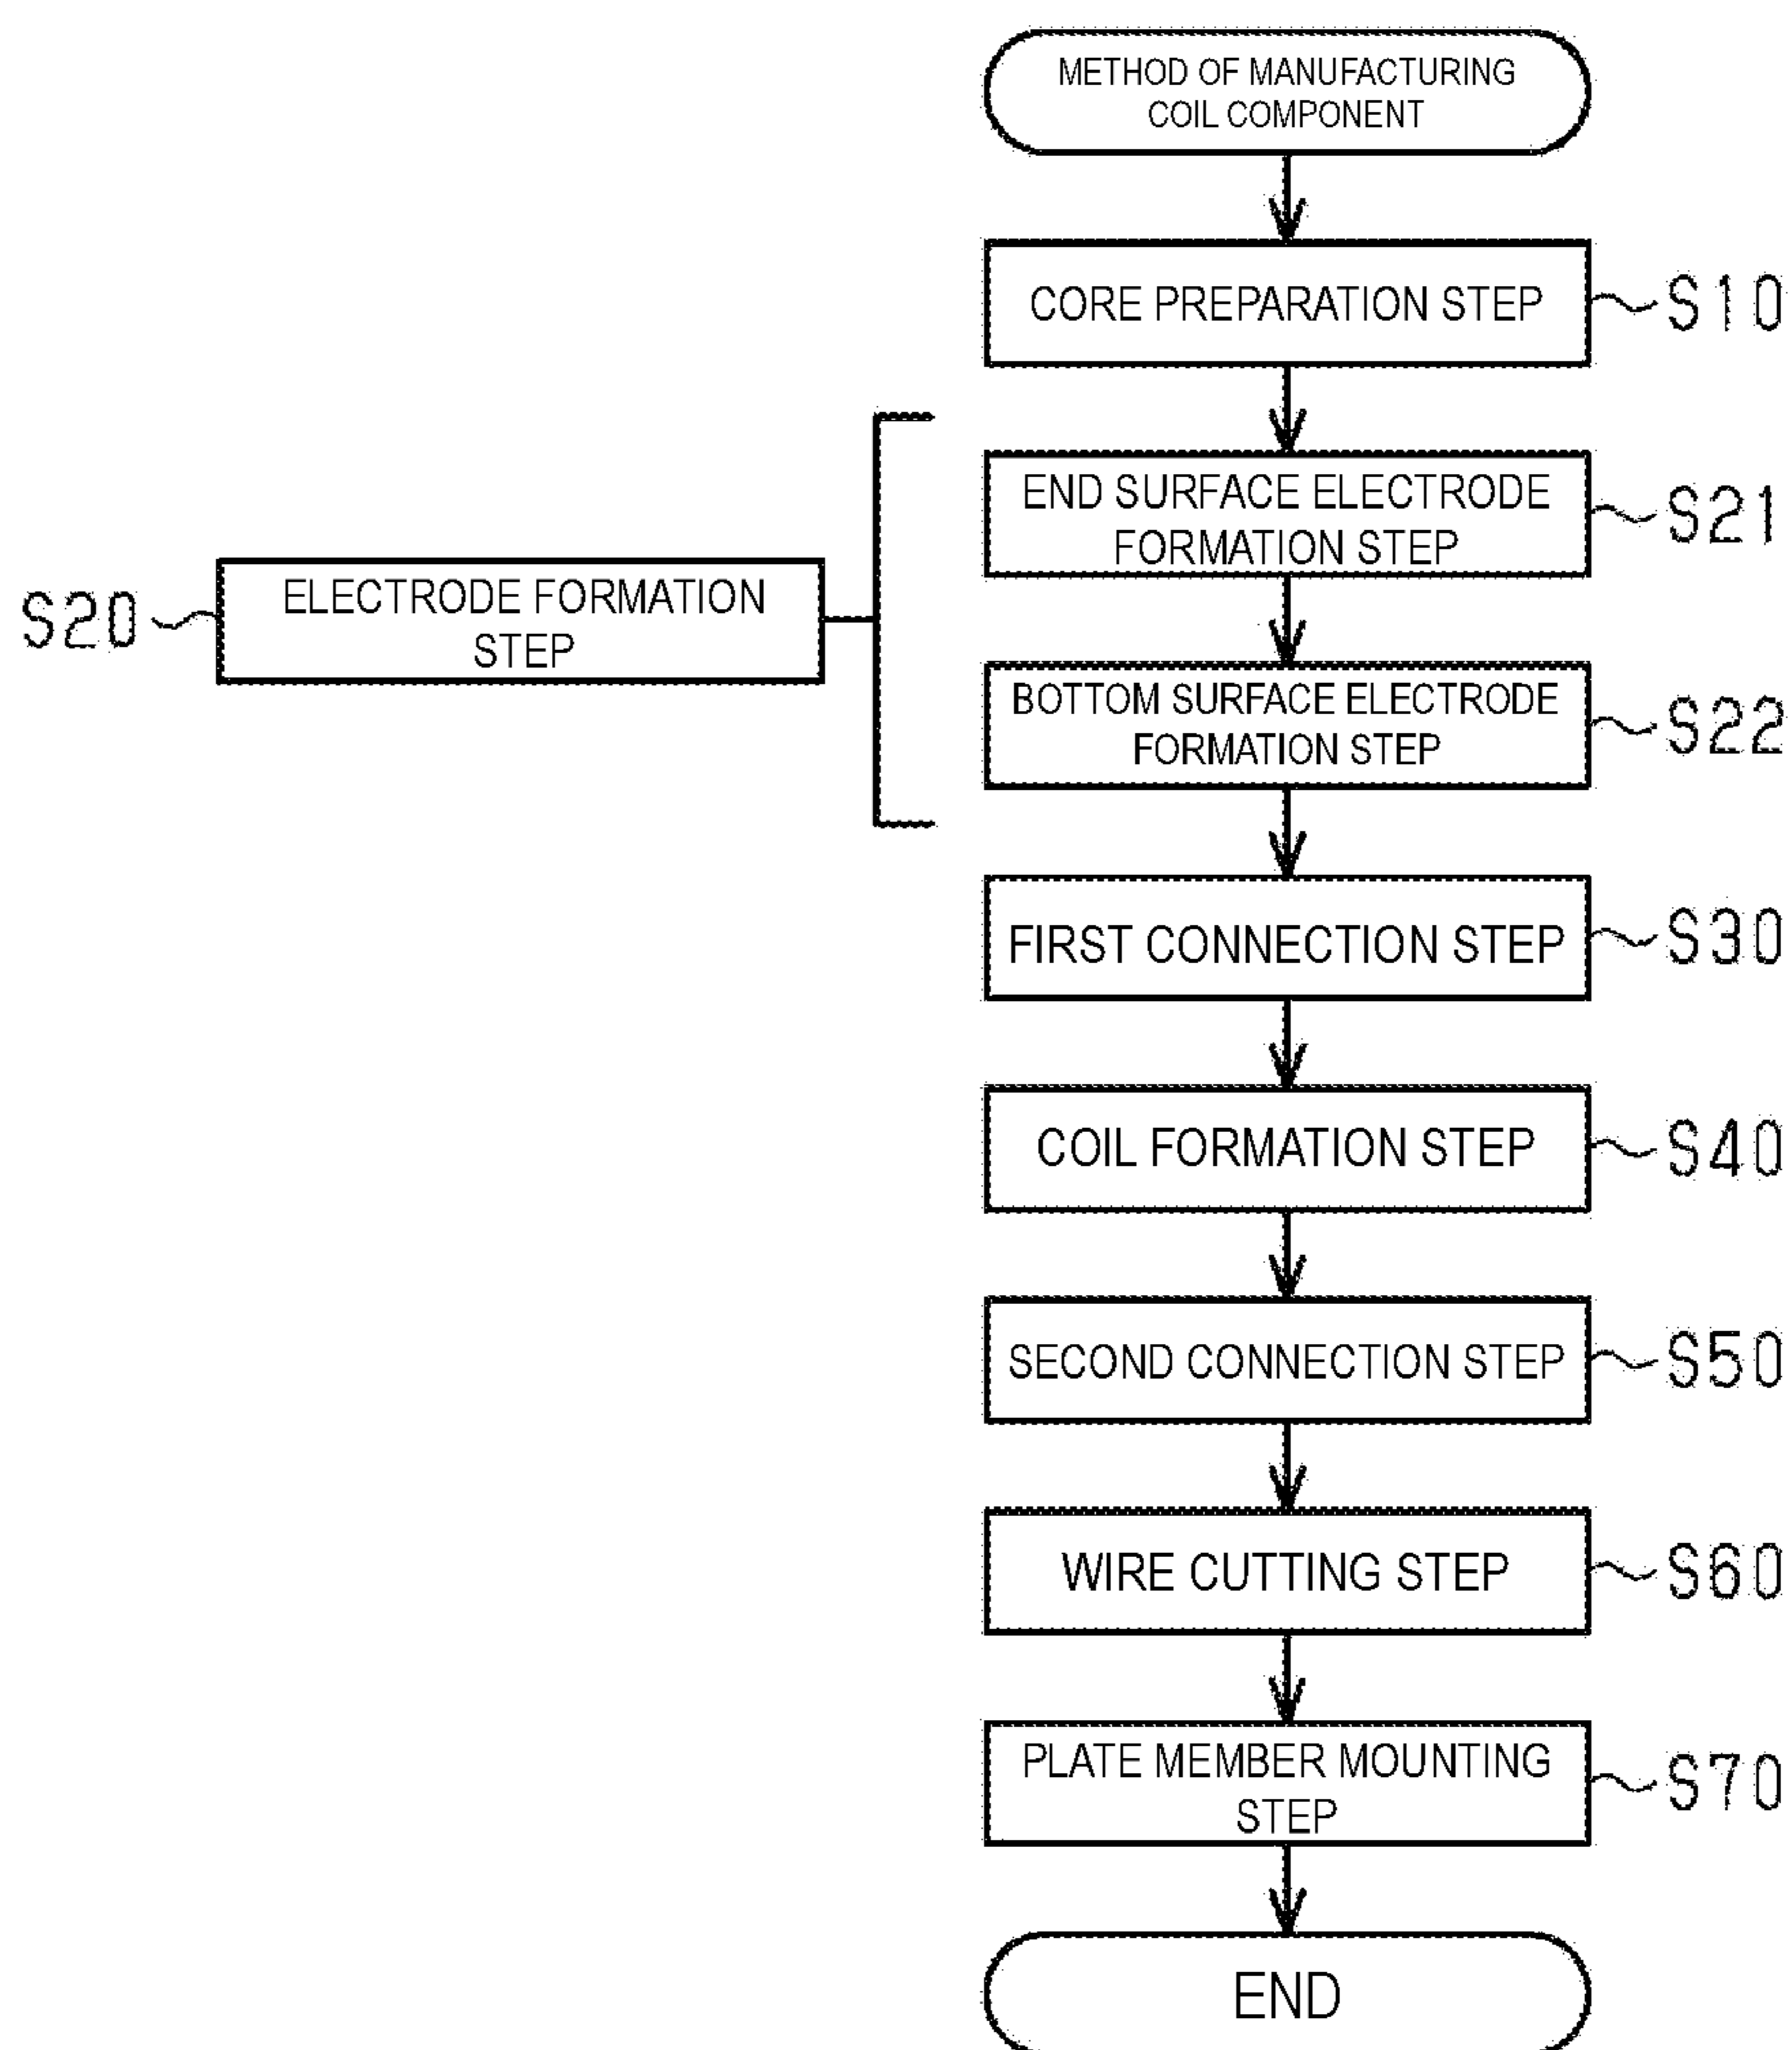 METHOD OF MANUFACTURING
COIL COMPONENT
CORE PREPARATION STEP
S10
END SURFACE ELECTRODE
FORMATION STEP
S21
S20
ELECTRODE FORMATION
STEP
BOTTOM SURFACE ELECTRODE
FORMATION STEP
S22
FIRST CONNECTION STEP
S30
COIL FORMATION STEP
S40
SECOND CONNECTION STEP
S50
WIRE CUTTING STEP
S60
PLATE MEMBER MOUNTING
STEP
S70
END